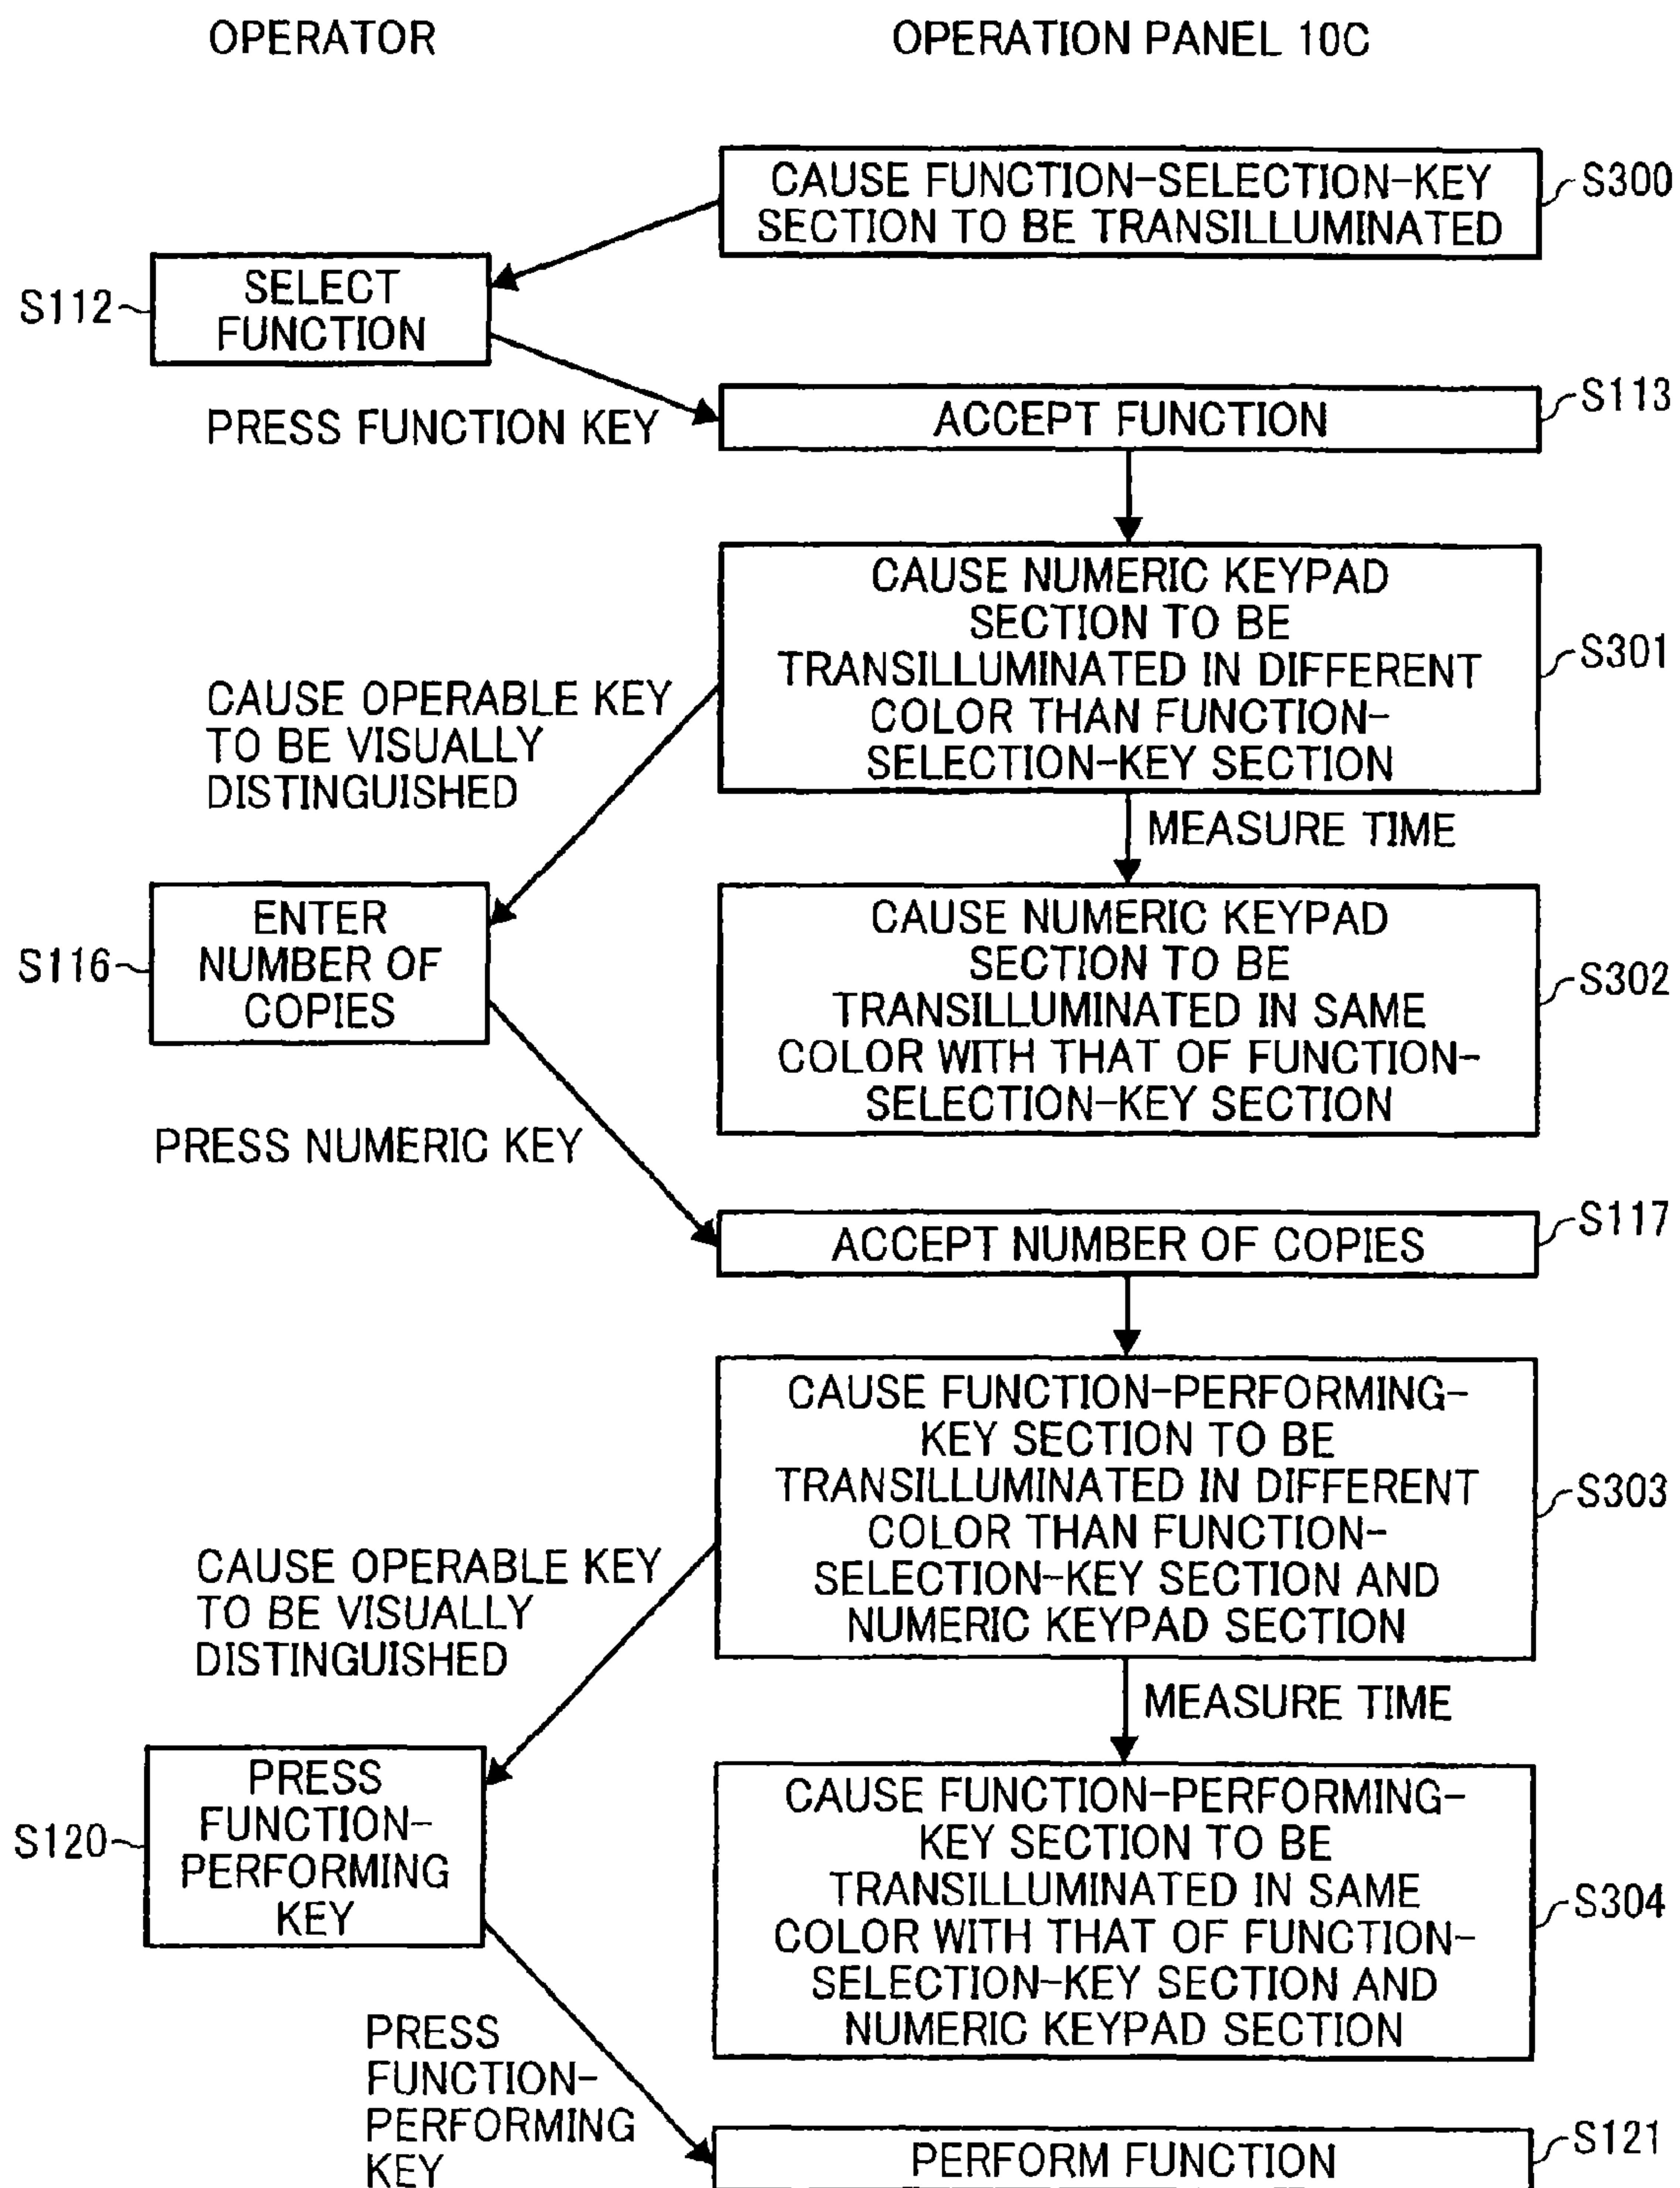 OPERATOR
OPERATION PANEL 10C
CAUSE FUNCTION-SELECTION-KEY
SECTION TO BE TRANSILLUMINATED
S300
SELECT
FUNCTION
S112
PRESS FUNCTION KEY
ACCEPT FUNCTION
S113
CAUSE NUMERIC KEYPAD
SECTION TO BE
TRANSILLUMINATED IN DIFFERENT
COLOR THAN FUNCTION-
SELECTION-KEY SECTION
S301
CAUSE OPERABLE KEY
TO BE VISUALLY
DISTINGUISHED
MEASURE TIME
ENTER
NUMBER OF
COPIES
S116
CAUSE NUMERIC KEYPAD
SECTION TO BE
TRANSILLUMINATED IN SAME
COLOR WITH THAT OF FUNCTION-
SELECTION-KEY SECTION
S302
PRESS NUMERIC KEY
ACCEPT NUMBER OF COPIES
S117
CAUSE FUNCTION-PERFORMING-
KEY SECTION TO BE
TRANSILLUMINATED IN DIFFERENT
COLOR THAN FUNCTION-
SELECTION-KEY SECTION AND
NUMERIC KEYPAD SECTION
S303
CAUSE OPERABLE KEY
TO BE VISUALLY
DISTINGUISHED
MEASURE TIME
PRESS
FUNCTION-
PERFORMING
KEY
S120
CAUSE FUNCTION-PERFORMING-
KEY SECTION TO BE
TRANSILLUMINATED IN SAME
COLOR WITH THAT OF FUNCTION-
SELECTION-KEY SECTION AND
NUMERIC KEYPAD SECTION
S304
PRESS
FUNCTION-
PERFORMING
KEY
PERFORM FUNCTION
S121